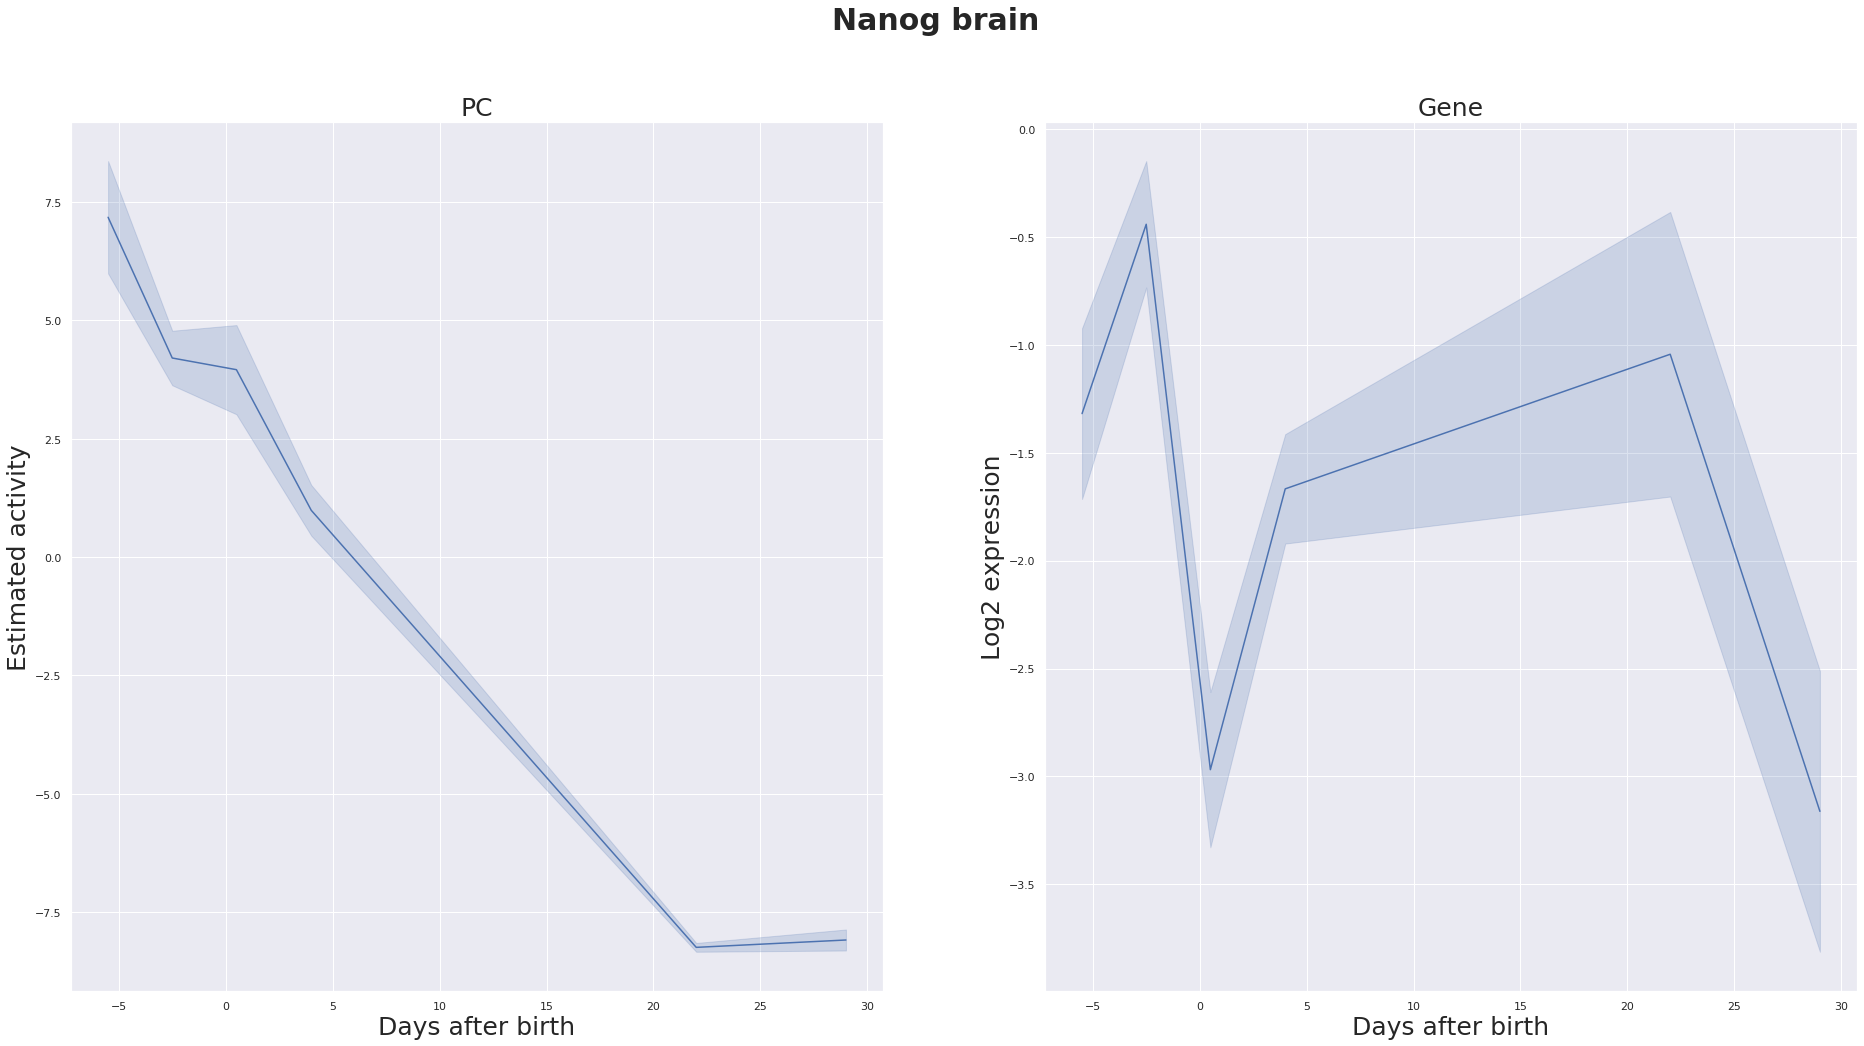 Nanog brain
PC
Estimated activity
7.5
5.0
2.5
0.0
−2.5
−5.0
−7.5
−5 0 5 10 15 20 25 30
Days after birth
Gene
Log2 expression
0.0
−0.5
−1.0
−1.5
−2.0
−2.5
−3.0
−3.5
−5 0 5 10 15 20 25 30
Days after birth